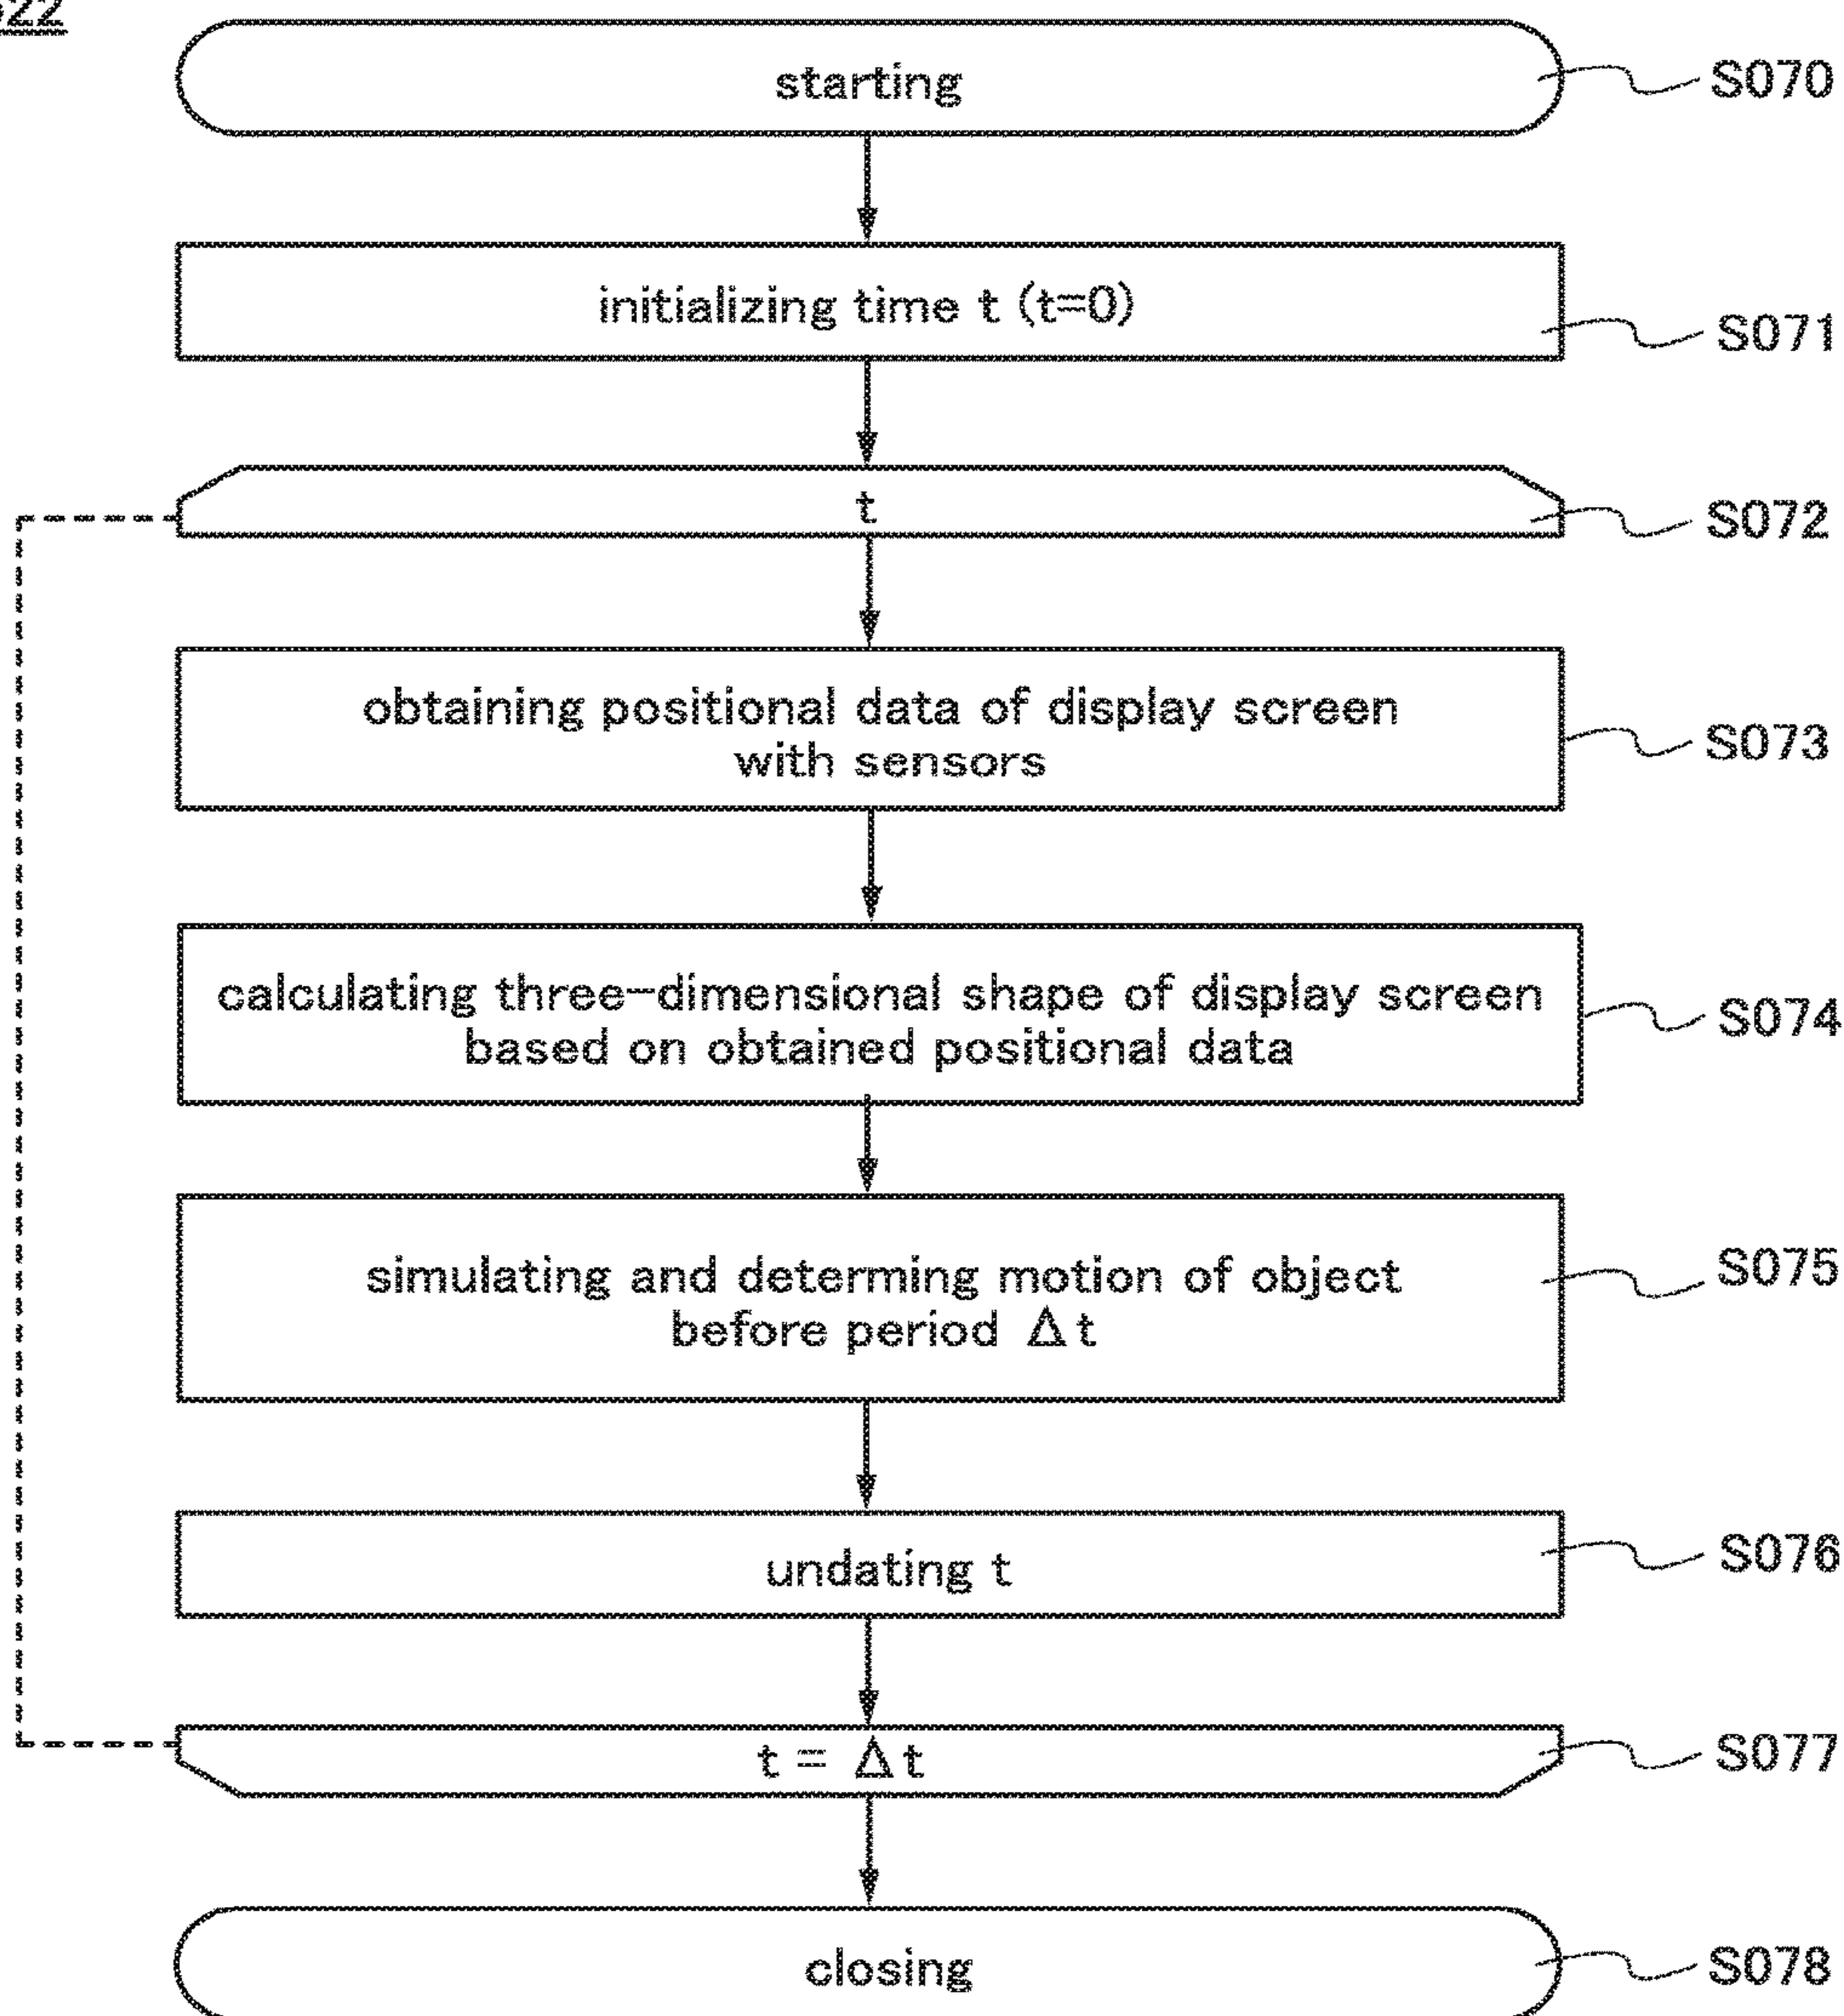 starting
S070
initializing time t (t=0)
S071
t
S072
obtaining positional data of display screen
with sensors
S073
calculating three-dimensional shape of display screen
based on obtained positional data
S074
simulating and determing motion of object
before period Δt
S075
undating t
S076
t = Δt
S077
closing
S078